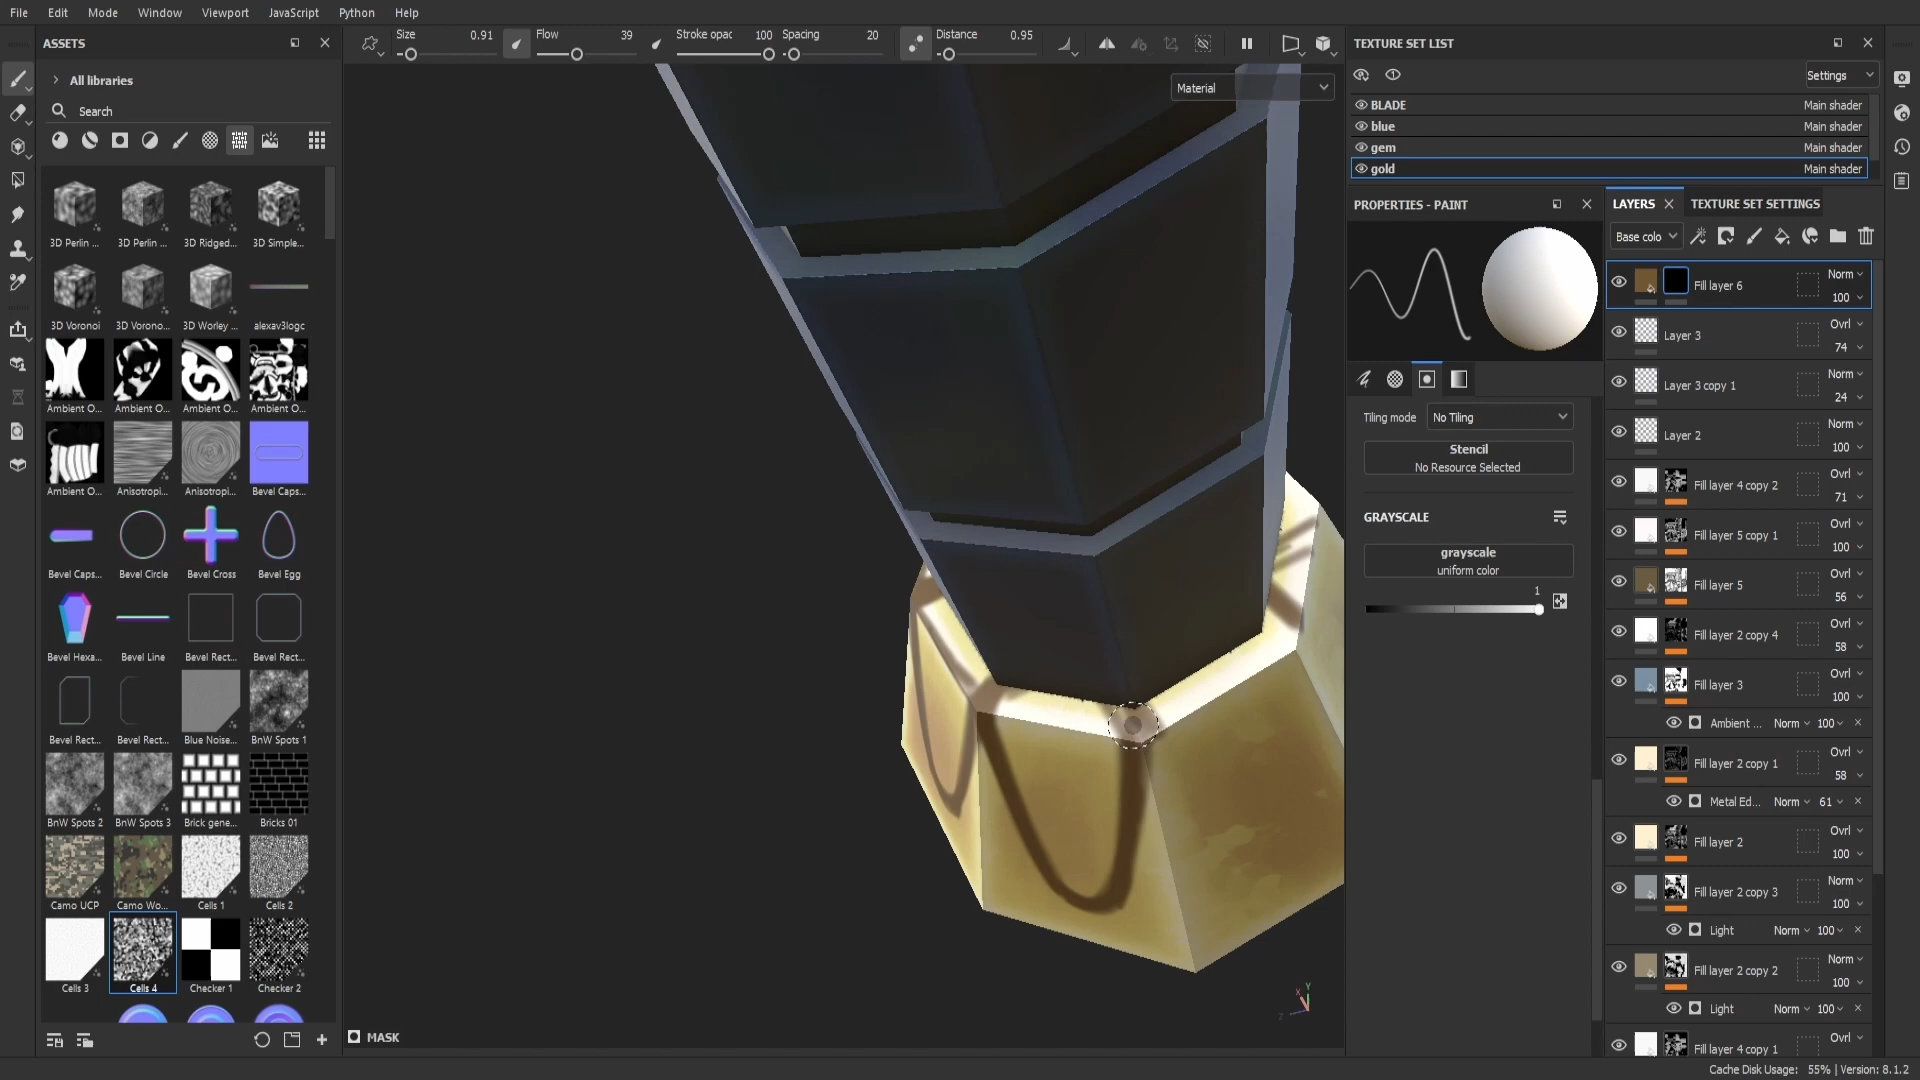 File Edit Mode Window Viewport JavaScript Python Help
ASSETS
All libraries
Search
3D Perlin ... 3D Perlin ... 3D Ridged... 3D Simple...
3D Voronoi 3D Vorono... 3D Worley ... alexav3logc
Ambient O... Ambient O... Ambient O... Ambient O...
Ambient O... Anisotropi... Anisotropi... Bevel Caps...
Bevel Caps... Bevel Circle Bevel Cross Bevel Egg
Bevel Hexa... Bevel Line Bevel Rect... Bevel Rect...
Bevel Rect... Bevel Rect... Blue Noise... BnW Spots 1
BnW Spots 2 BnW Spots 3 Brick gene... Bricks 01
Camo UCP Camo Wo... Cells 1 Cells 2
Cells 3 Cells 4 Checker 1 Checker 2
Size 0.91 Flow 39 Stroke opac 100 Spacing 20 Distance 0.95
Material
MASK
X Y Z
TEXTURE SET LIST
Settings
BLADE Main shader
blue Main shader
gem Main shader
gold Main shader
PROPERTIES - PAINT
Tiling mode No Tiling
Stencil
No Resource Selected
GRAYSCALE
grayscale
uniform color
1
LAYERS TEXTURE SET SETTINGS
Base colo
Fill layer 6 Norm 100
Layer 3 Ovrl 74
Layer 3 copy 1 Norm 24
Layer 2 Norm 100
Fill layer 4 copy 2 Ovrl 71
Fill layer 5 copy 1 Ovrl 100
Fill layer 5 Ovrl 56
Fill layer 2 copy 4 Ovrl 58
Fill layer 3 Ovrl 100
Ambient ... Norm 100
Fill layer 2 copy 1 Ovrl 58
Metal Ed... Norm 61
Fill layer 2 Ovrl 100
Fill layer 2 copy 3 Norm 100
Light Norm 100
Fill layer 2 copy 2 Norm 100
Light Norm 100
Fill layer 4 copy 1 Ovrl
Cache Disk Usage: 55% | Version: 8.1.2